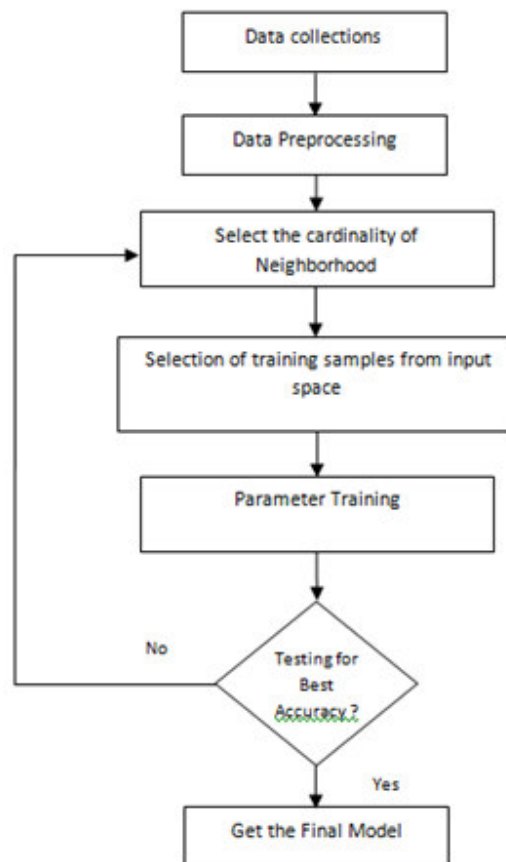 Data collections
Data Preprocessing
Select the cardinality of
Neighborhood
Selection of training samples from input
space
Parameter Training
No
Testing for
Best
Accuracy ?
Yes
Get the Final Model